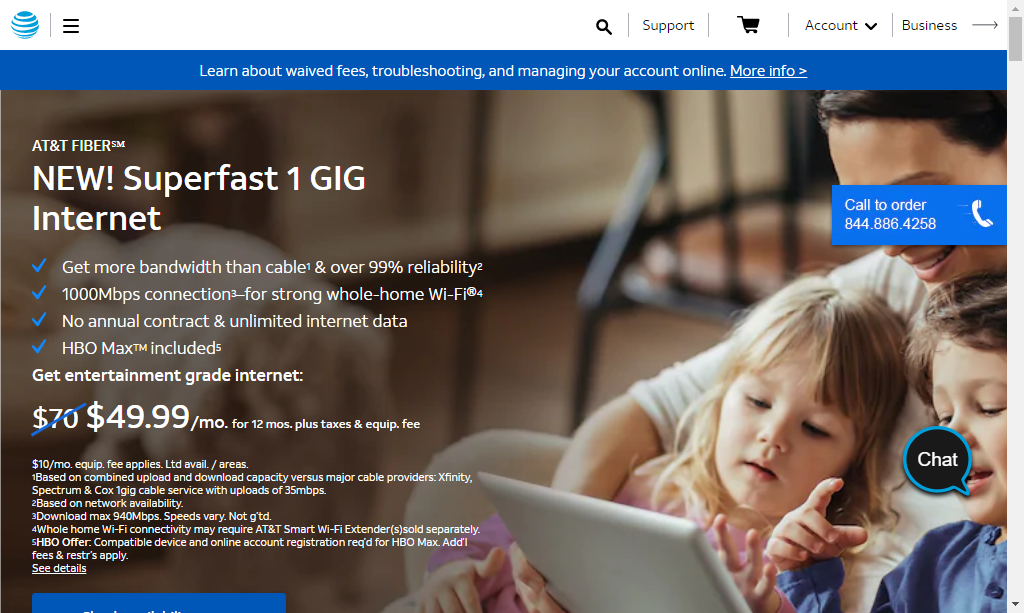 Support
Account
Business
Learn about waived fees, troubleshooting, and managing your account online. More info >
AT&T FIBER℠
NEW! Superfast 1 GIG
Internet
Get more bandwidth than cable¹ & over 99% reliability²
1000Mbps connection³–for strong whole-home Wi-Fi®⁴
No annual contract & unlimited internet data
HBO Max™ included⁵
Get entertainment grade internet:
$70 $49.99/mo. for 12 mos. plus taxes & equip. fee
$10/mo. equip. fee applies. Ltd avail. / areas.
¹Based on combined upload and download capacity versus major cable providers: Xfinity,
Spectrum & Cox 1gig cable service with uploads of 35mbps.
²Based on network availability.
³Download max 940Mbps. Speeds vary. Not g'td.
⁴Whole home Wi-Fi connectivity may require AT&T Smart Wi-Fi Extender(s)sold separately.
⁵HBO Offer: Compatible device and online account registration req'd for HBO Max. Add'l
fees & restr's apply.
See details
Call to order
844.886.4258
Chat